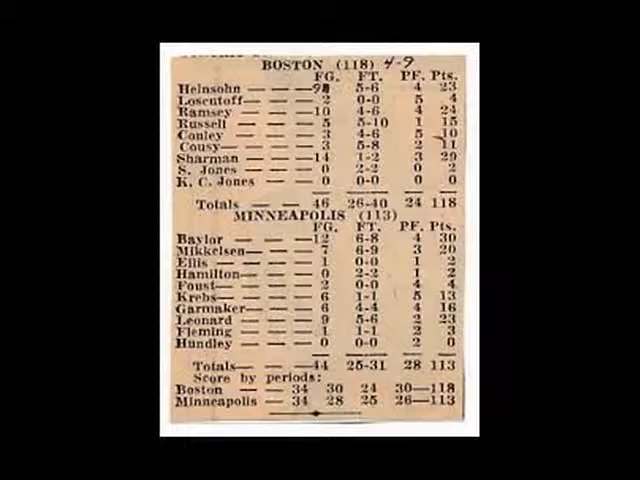 BOSTON (118) 4-9
FG. FT. PF. Pts.
Heinsohn — — — 9 5-6 4 23
Loscutoff — — — 2 0-0 5 4
Ramsey — — — 10 4-6 4 24
Russell — — — 5 5-10 1 15
Conley — — — 3 4-6 5 10
Cousy — — — 3 5-8 2 11
Sharman — — — 14 1-2 3 29
S. Jones — — — 0 2-2 0 2
K. C. Jones — — — 0 0-0 0 0
Totals — — 46 26-40 24 118
MINNEAPOLIS (113)
FG. FT. PF. Pts.
Baylor — — — 12 6-8 4 30
Mikkelsen — — — 7 6-9 3 20
Ellis — — — 1 0-0 1 2
Hamilton — — — 0 2-2 1 2
Foust — — — 2 0-0 4 4
Krebs — — — 6 1-1 5 13
Garmaker — — — 6 4-4 4 16
Leonard — — — 9 5-6 2 23
Fleming — — — 1 1-1 2 3
Hundley — — — 0 0-0 2 0
Totals — — — 44 25-31 28 113
Score by periods:
Boston — — 34 30 24 30—118
Minneapolis — 34 28 25 26—113